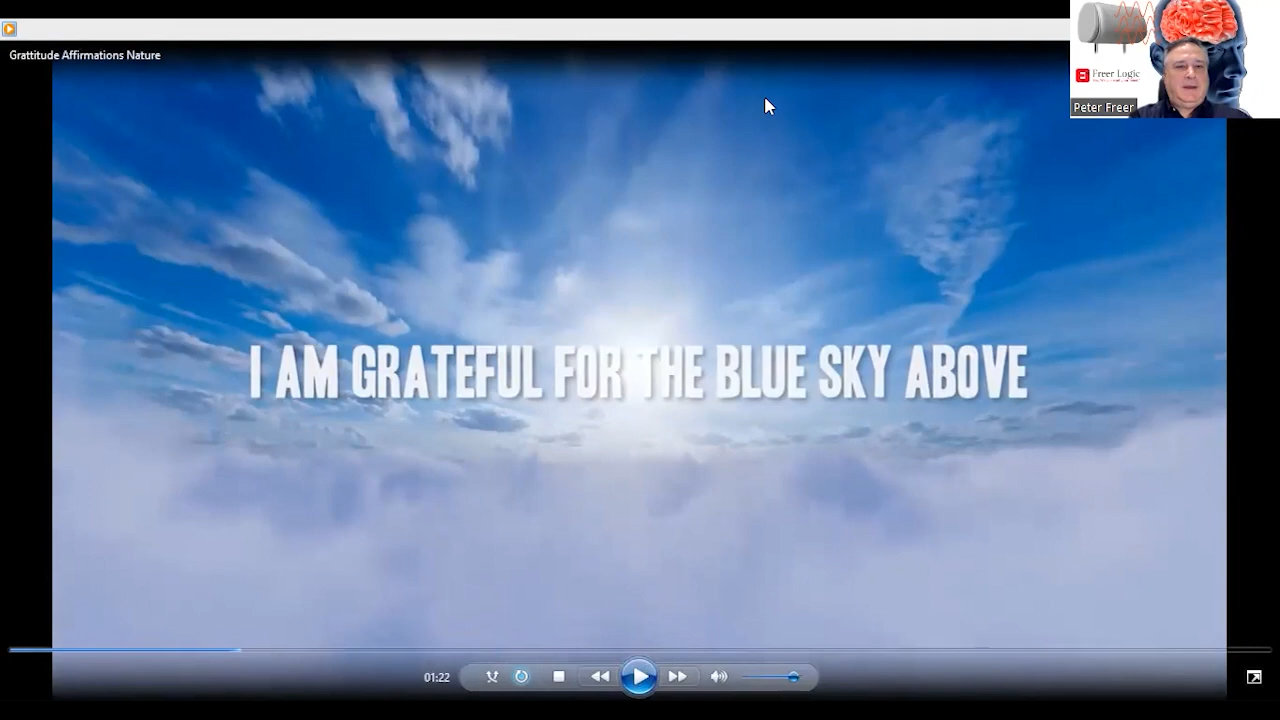 Grattitude Affirmations Nature
Freer Logic
Peter Freer
I AM GRATEFUL FOR THE BLUE SKY ABOVE
01:22